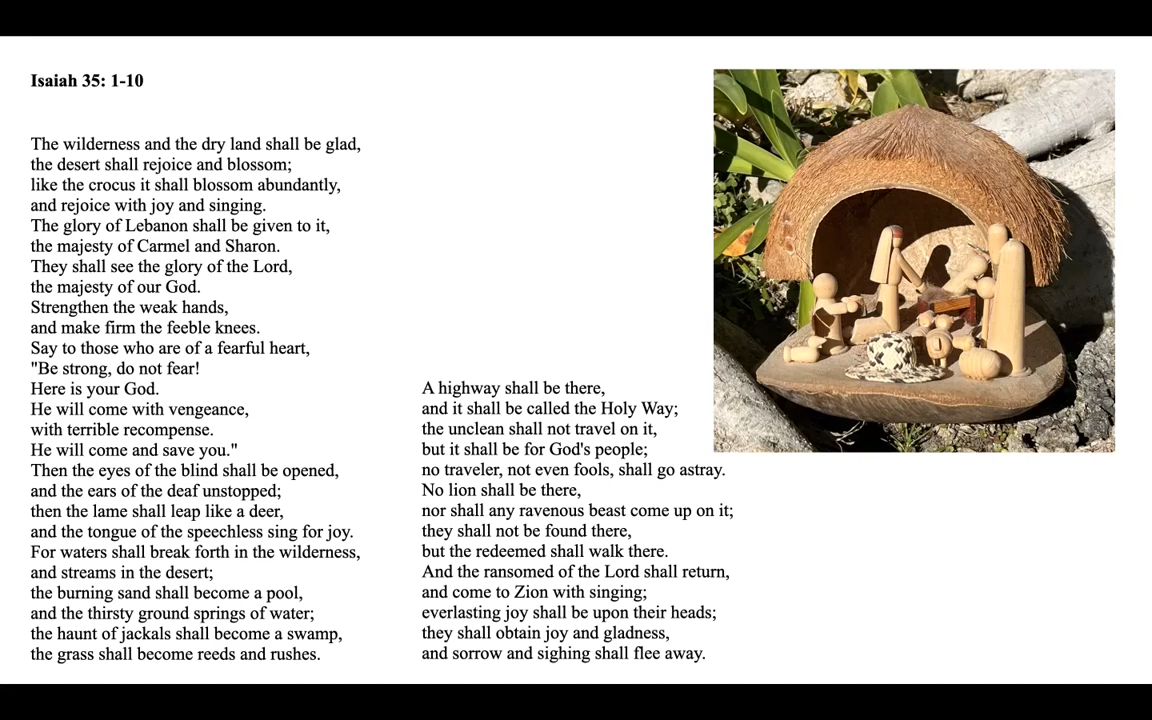 Isaiah 35: 1-10
The wilderness and the dry land shall be glad,
the desert shall rejoice and blossom;
like the crocus it shall blossom abundantly,
and rejoice with joy and singing.
The glory of Lebanon shall be given to it,
the majesty of Carmel and Sharon.
They shall see the glory of the Lord,
the majesty of our God.
Strengthen the weak hands,
and make firm the feeble knees.
Say to those who are of a fearful heart,
"Be strong, do not fear!
Here is your God.
He will come with vengeance,
with terrible recompense.
He will come and save you."
Then the eyes of the blind shall be opened,
and the ears of the deaf unstopped;
then the lame shall leap like a deer,
and the tongue of the speechless sing for joy.
For waters shall break forth in the wilderness,
and streams in the desert;
the burning sand shall become a pool,
and the thirsty ground springs of water;
the haunt of jackals shall become a swamp,
the grass shall become reeds and rushes.
A highway shall be there,
and it shall be called the Holy Way;
the unclean shall not travel on it,
but it shall be for God's people;
no traveler, not even fools, shall go astray.
No lion shall be there,
nor shall any ravenous beast come up on it;
they shall not be found there,
but the redeemed shall walk there.
And the ransomed of the Lord shall return,
and come to Zion with singing;
everlasting joy shall be upon their heads;
they shall obtain joy and gladness,
and sorrow and sighing shall flee away.